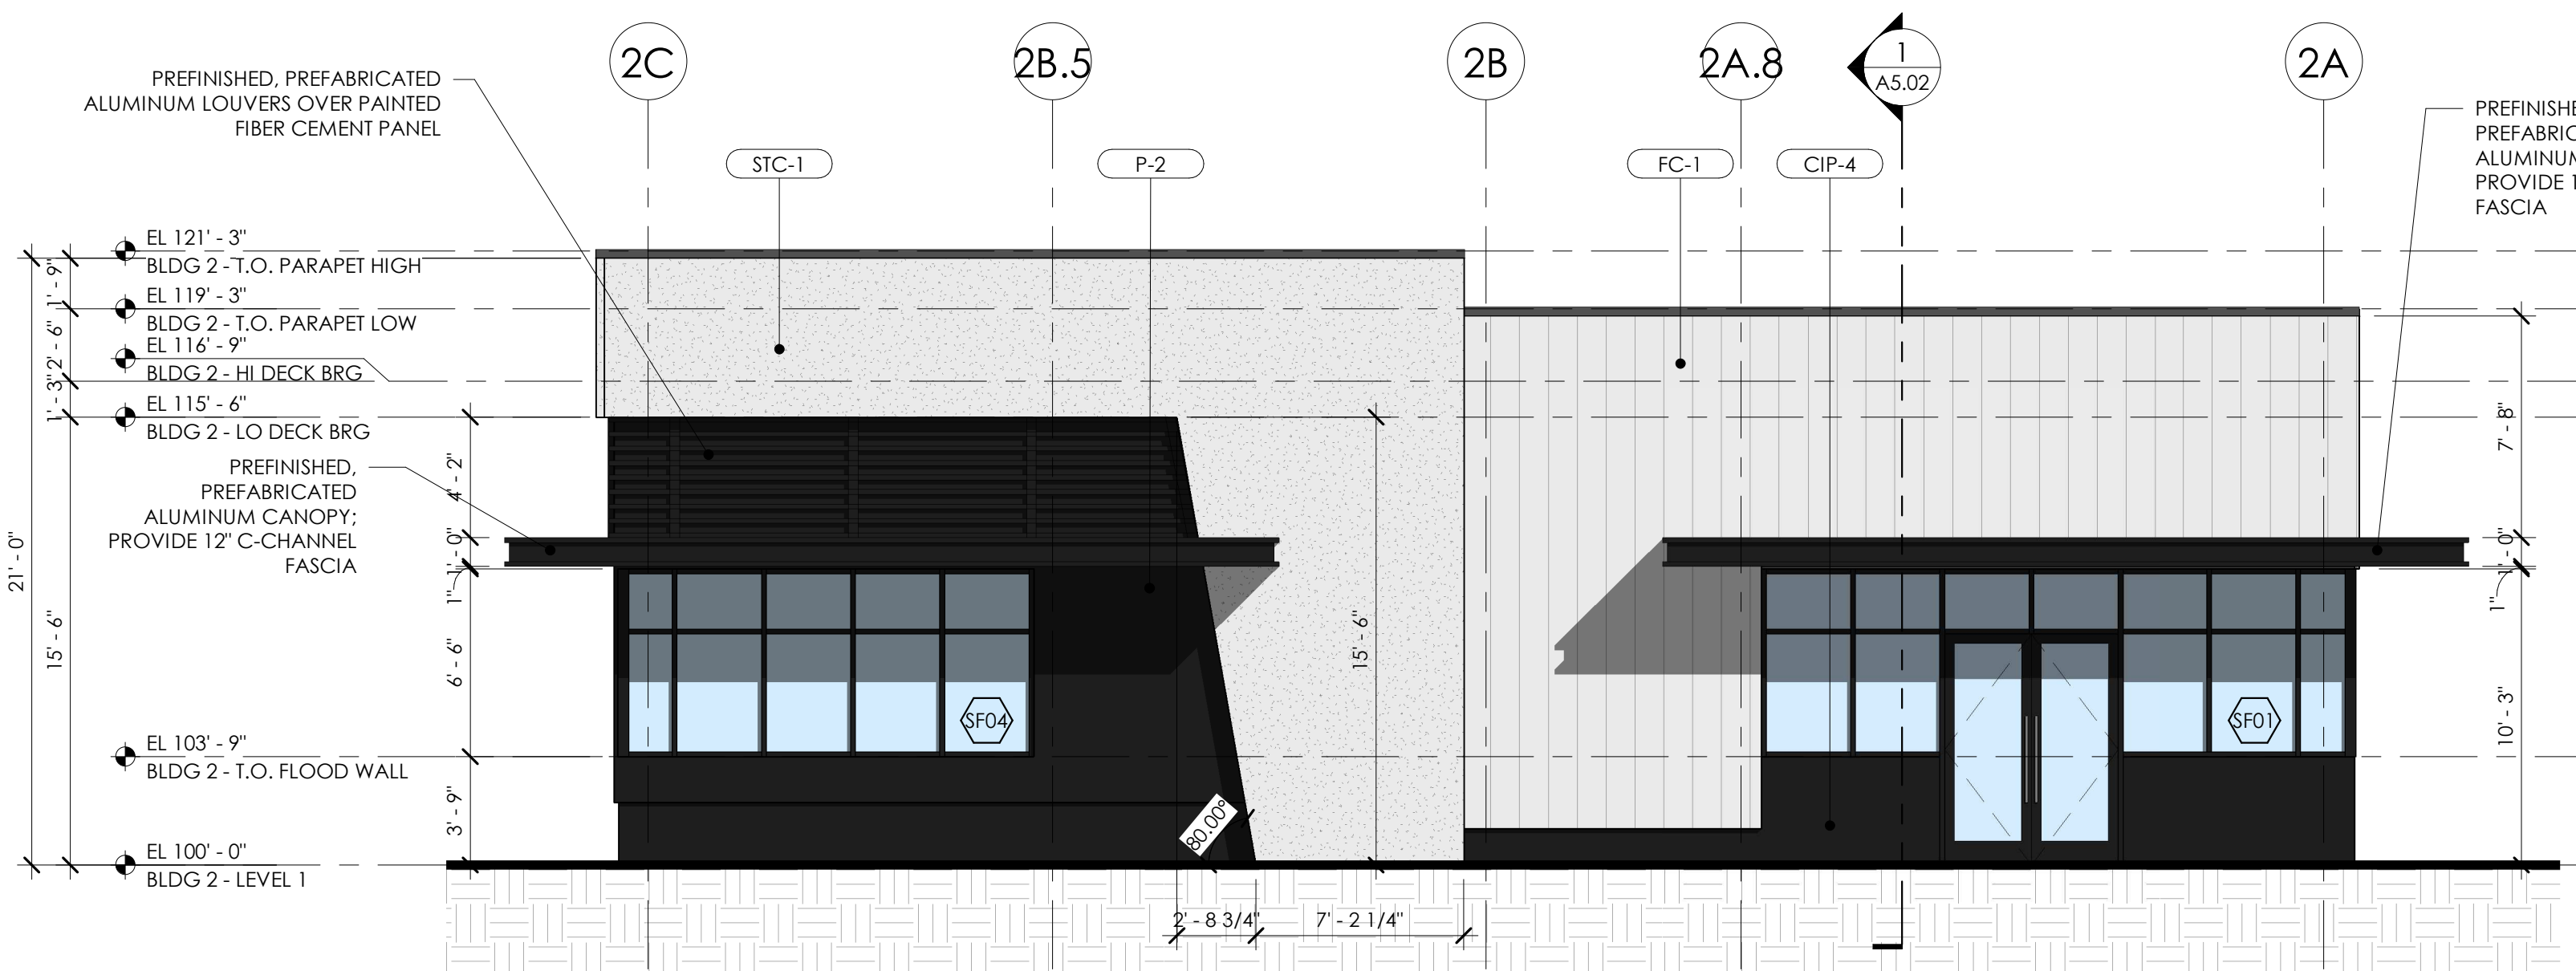 2C
2B.5
2B
2A.8
1
A5.02
2A
PREFINISHED, PREFABRICATED
ALUMINUM LOUVERS OVER PAINTED
FIBER CEMENT PANEL
STC-1
P-2
FC-1
CIP-4
PREFINISHE
PREFABRIC
ALUMINUM
PROVIDE 1
FASCIA
EL 121' - 3"
BLDG 2 - T.O. PARAPET HIGH
EL 119' - 3"
BLDG 2 - T.O. PARAPET LOW
EL 116' - 9"
BLDG 2 - HI DECK BRG
EL 115' - 6"
BLDG 2 - LO DECK BRG
PREFINISHED,
PREFABRICATED
ALUMINUM CANOPY;
PROVIDE 12" C-CHANNEL
FASCIA
EL 103' - 9"
BLDG 2 - T.O. FLOOD WALL
EL 100' - 0"
BLDG 2 - LEVEL 1
21' - 0"
1' - 9"
2' - 6"
1' - 3"
15' - 6"
4' - 2"
1' - 0"
1"
6' - 6"
3' - 9"
SF04
80.00°
15' - 6"
2' - 8 3/4"
7' - 2 1/4"
SF01
7' - 8"
1' - 0"
1"
10' - 3"